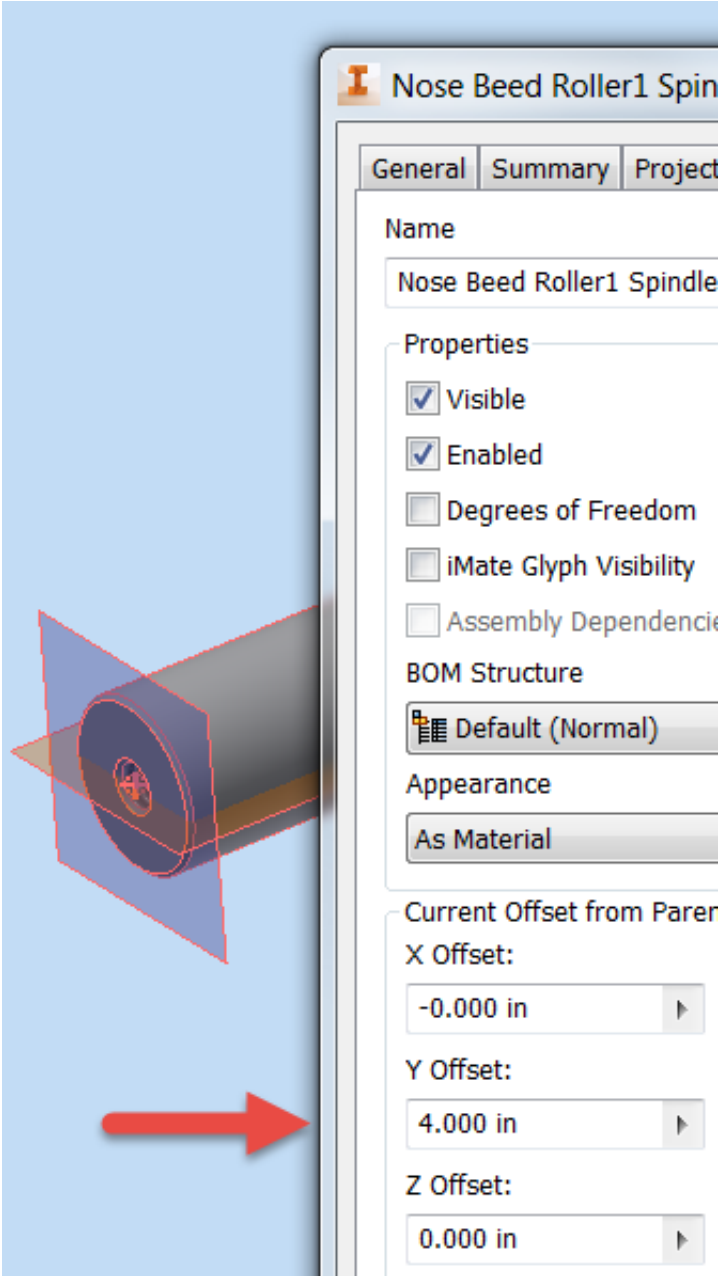 Nose Beed Roller1 Spin
General Summary Project
Name
Nose Beed Roller1 Spindle
Properties
Visible
Enabled
Degrees of Freedom
iMate Glyph Visibility
Assembly Dependencie
BOM Structure
Default (Normal)
Appearance
As Material
Current Offset from Paren
X Offset:
-0.000 in
Y Offset:
4.000 in
Z Offset:
0.000 in